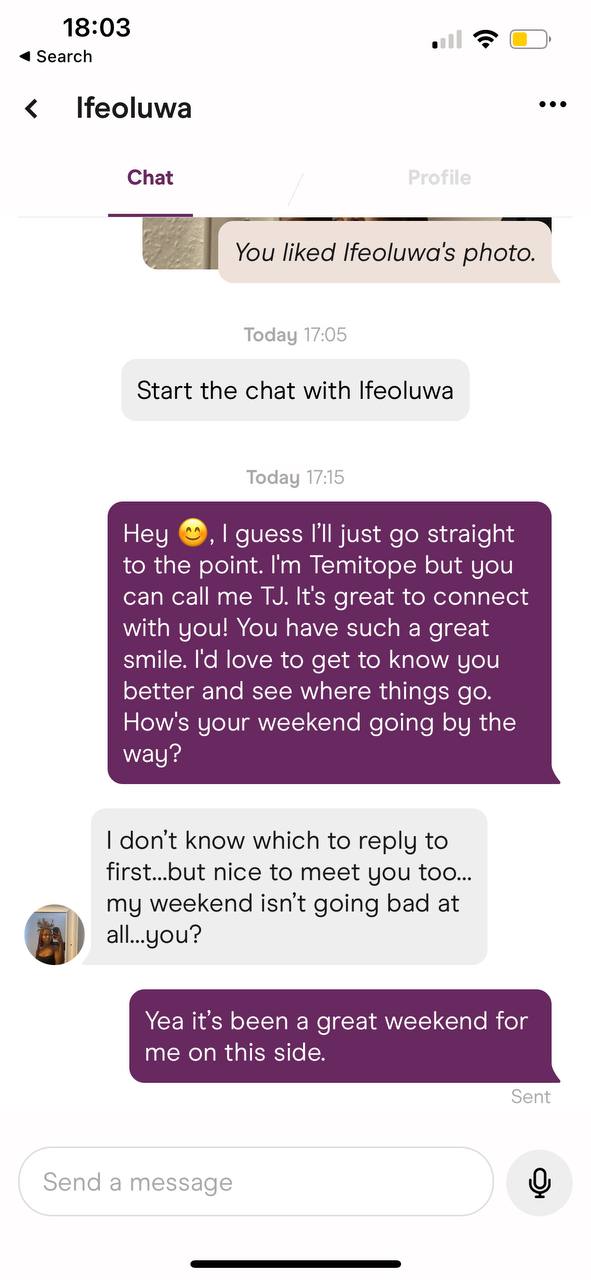 18:03
◀ Search
Ifeoluwa
Chat
Profile
You liked Ifeoluwa's photo.
Today 17:05
Start the chat with Ifeoluwa
Today 17:15
Hey 😊, I guess I’ll just go straight
to the point. I'm Temitope but you
can call me TJ. It's great to connect
with you! You have such a great
smile. I'd love to get to know you
better and see where things go.
How's your weekend going by the
way?
I don’t know which to reply to
first...but nice to meet you too...
my weekend isn’t going bad at
all...you?
Yea it’s been a great weekend for
me on this side.
Sent
Send a message